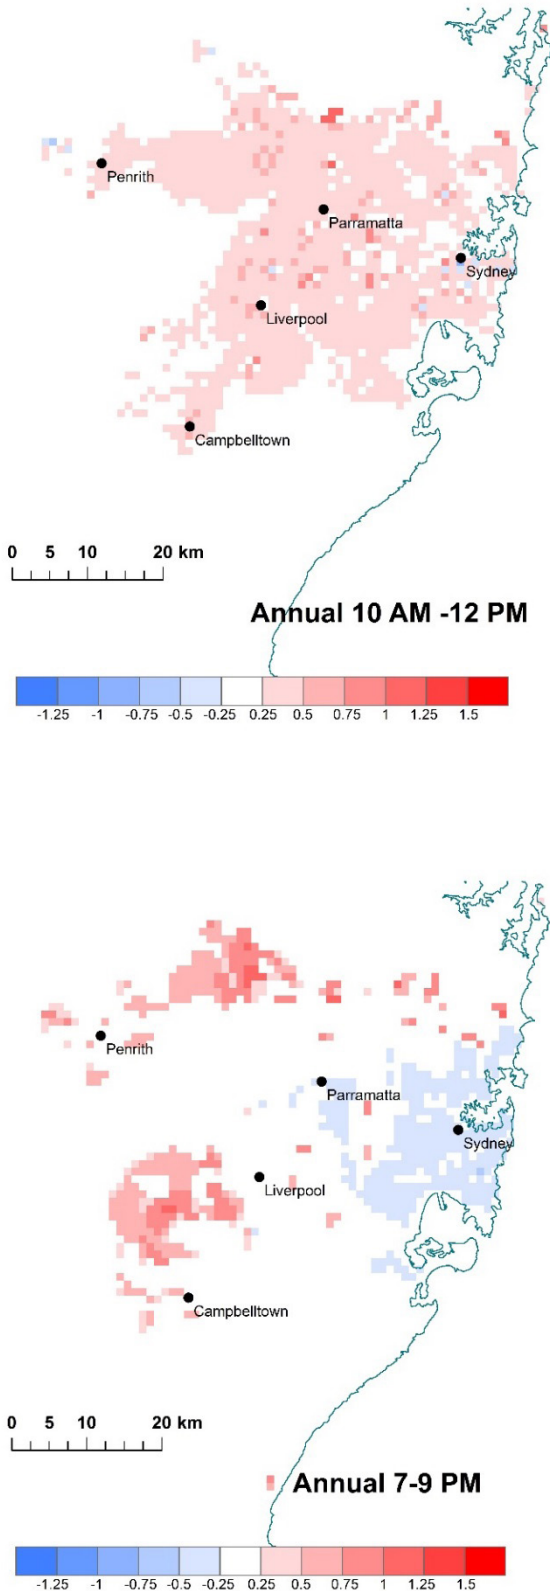 Penrith
Parramatta
Sydney
Liverpool
Campbelltown
0 5 10 20 km
Annual 10 AM -12 PM
-1.25 -1 -0.75 -0.5 -0.25 0.25 0.5 0.75 1 1.25 1.5
Penrith
Parramatta
Sydney
Liverpool
Campbelltown
0 5 10 20 km
Annual 7-9 PM
-1.25 -1 -0.75 -0.5 -0.25 0.25 0.5 0.75 1 1.25 1.5